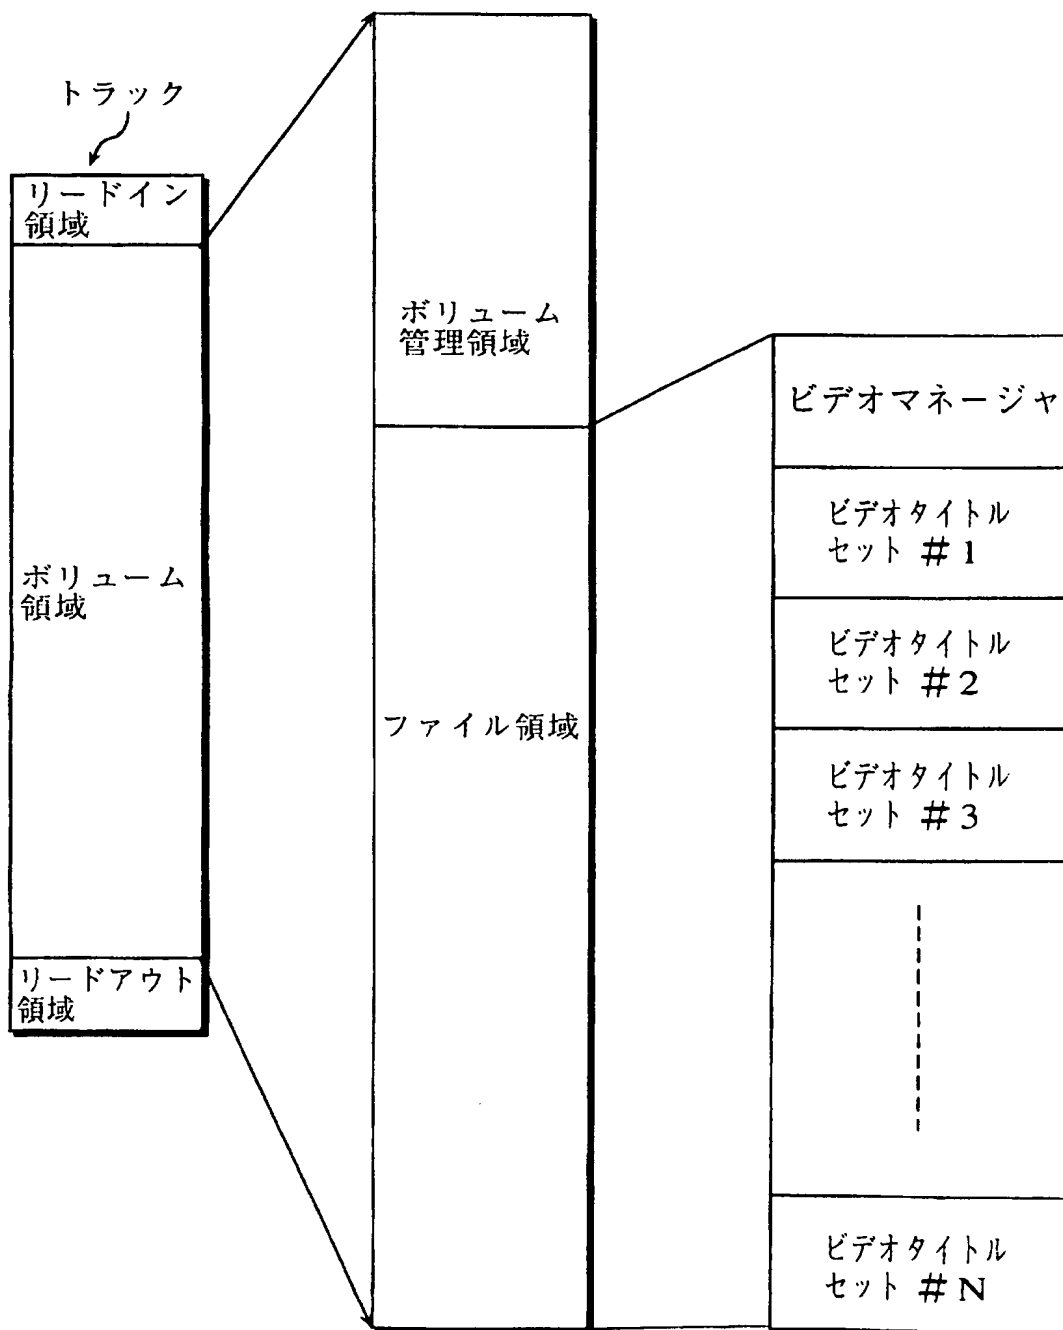 トラック
リードイン
領域
ボリューム
領域
リードアウト
領域
ボリューム
管理領域
ファイル領域
ビデオマネージャ
ビデオタイトル
セット #1
ビデオタイトル
セット #2
ビデオタイトル
セット #3
ビデオタイトル
セット #N